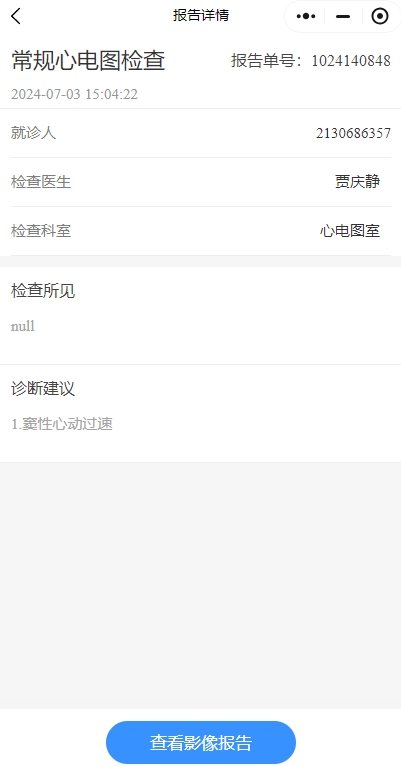 报告详情
常规心电图检查 报告单号：1024140848
2024-07-03 15:04:22
就诊人 2130686357
检查医生 贾庆静
检查科室 心电图室
检查所见
null
诊断建议
1.窦性心动过速
查看影像报告